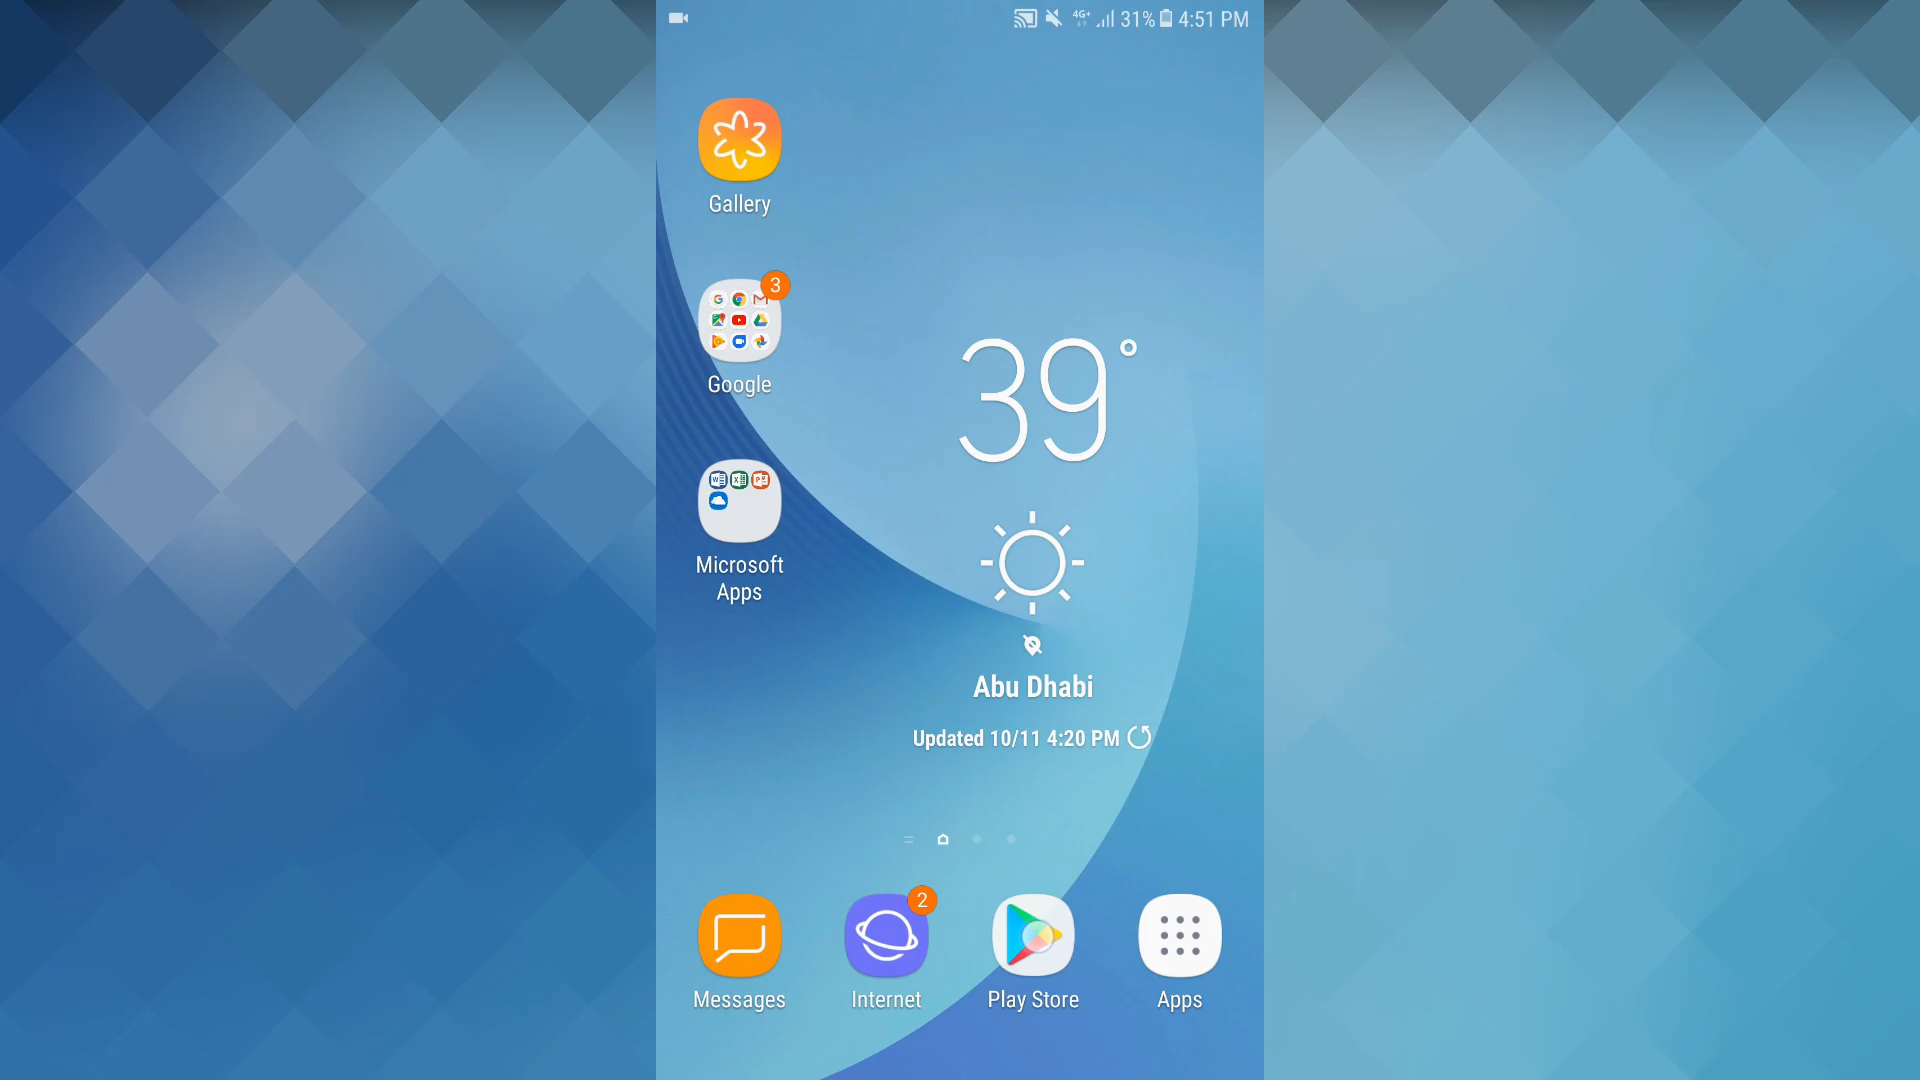 4G+ 31% 4:51 PM
Gallery
3
Google
39°
Microsoft
Apps
Abu Dhabi
Updated 10/11 4:20 PM
2
Messages
Internet
Play Store
Apps